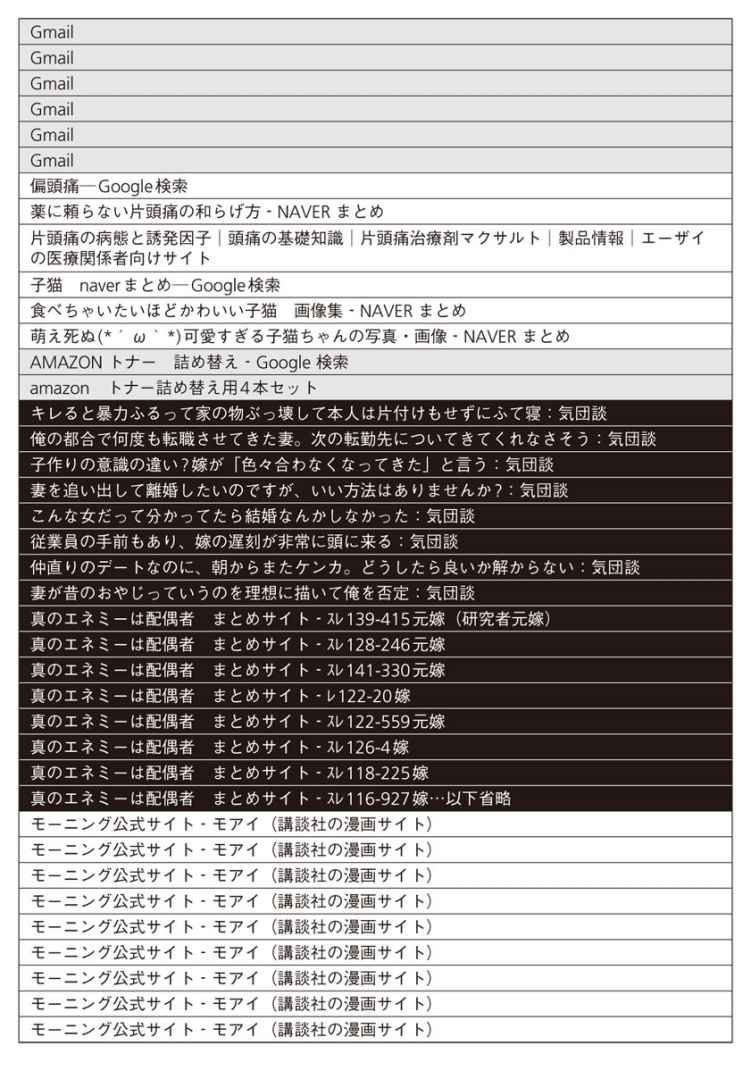 Gmail
Gmail
Gmail
Gmail
Gmail
Gmail
偏頭痛―Google検索
薬に頼らない片頭痛の和らげ方 - NAVER まとめ
片頭痛の病態と誘発因子｜頭痛の基礎知識｜片頭痛治療剤マクサルト｜製品情報｜エーザイ
の医療関係者向けサイト
子猫　naverまとめ―Google検索
食べちゃいたいほどかわいい子猫　画像集 - NAVER まとめ
萌え死ぬ(*´ω｀*)可愛すぎる子猫ちゃんの写真・画像 - NAVER まとめ
AMAZON トナー　詰め替え - Google 検索
amazon　トナー詰め替え用4本セット
キレると暴力ふるって家の物ぶっ壊して本人は片付けもせずにふて寝：気団談
俺の都合で何度も転職させてきた妻。次の転勤先についてきてくれなさそう：気団談
子作りの意識の違い？嫁が「色々合わなくなってきた」と言う：気団談
妻を追い出して離婚したいのですが、いい方法はありませんか？：気団談
こんな女だって分かってたら結婚なんかしなかった：気団談
従業員の手前もあり、嫁の遅刻が非常に頭に来る：気団談
仲直りのデートなのに、朝からまたケンカ。どうしたら良いか解からない：気団談
妻が昔のおやじっていうのを理想に描いて俺を否定：気団談
真のエネミーは配偶者　まとめサイト - ｽﾚ139-415元嫁（研究者元嫁）
真のエネミーは配偶者　まとめサイト - ｽﾚ128-246元嫁
真のエネミーは配偶者　まとめサイト - ｽﾚ141-330元嫁
真のエネミーは配偶者　まとめサイト - ﾚ122-20嫁
真のエネミーは配偶者　まとめサイト - ｽﾚ122-559元嫁
真のエネミーは配偶者　まとめサイト - ｽﾚ126-4嫁
真のエネミーは配偶者　まとめサイト - ｽﾚ118-225嫁
真のエネミーは配偶者　まとめサイト - ｽﾚ116-927嫁…以下省略
モーニング公式サイト - モアイ（講談社の漫画サイト）
モーニング公式サイト - モアイ（講談社の漫画サイト）
モーニング公式サイト - モアイ（講談社の漫画サイト）
モーニング公式サイト - モアイ（講談社の漫画サイト）
モーニング公式サイト - モアイ（講談社の漫画サイト）
モーニング公式サイト - モアイ（講談社の漫画サイト）
モーニング公式サイト - モアイ（講談社の漫画サイト）
モーニング公式サイト - モアイ（講談社の漫画サイト）
モーニング公式サイト - モアイ（講談社の漫画サイト）